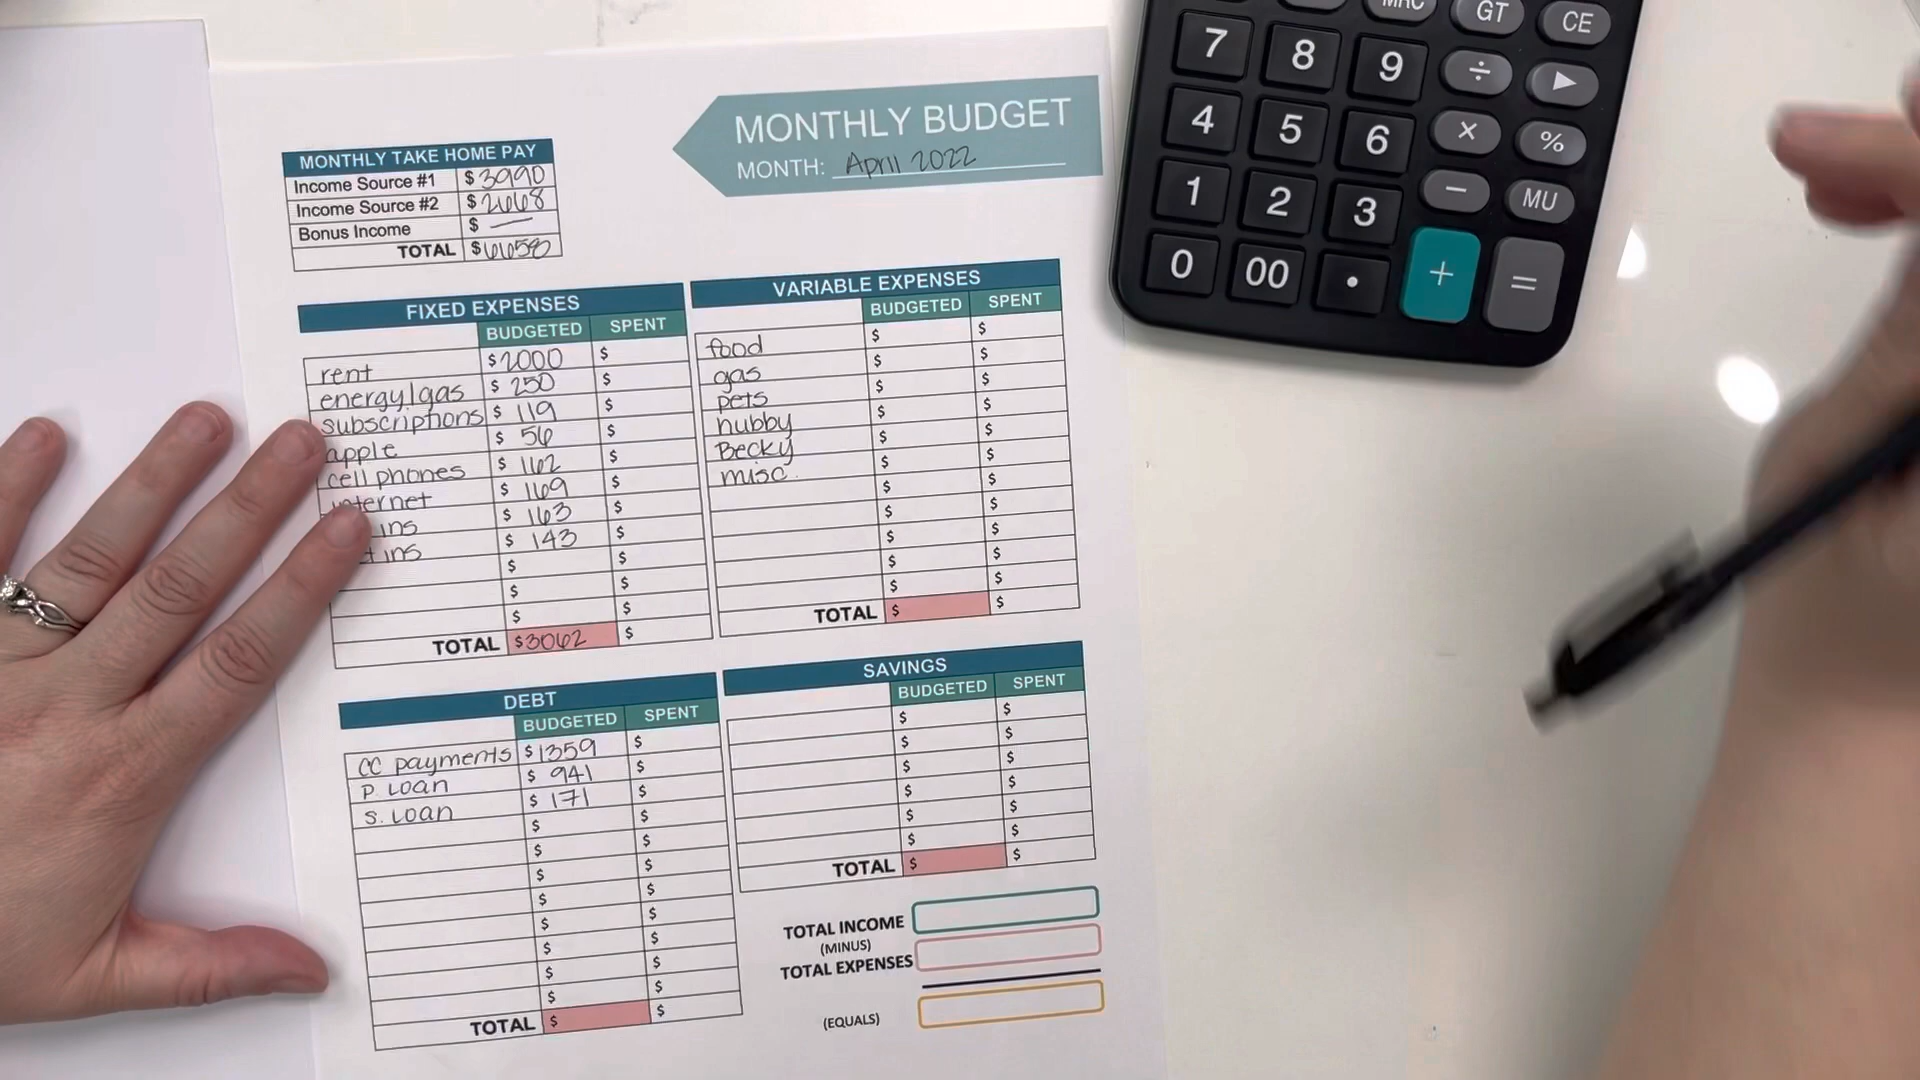 MONTHLY BUDGET
MONTH: April 2022
MONTHLY TAKE HOME PAY
Income Source #1 $3990
Income Source #2 $2668
Bonus Income $ —
TOTAL $6658
FIXED EXPENSES
BUDGETED SPENT
rent $2000 $
energy/gas $ 250 $
subscriptions $ 119 $
apple $ 56 $
cell phones $ 162 $
internet $ 169 $
ins $ 163 $
ins $ 143 $
$ $
$ $
$ $
TOTAL $3062 $
VARIABLE EXPENSES
BUDGETED SPENT
food $ $
gas $ $
pets $ $
hubby $ $
Becky $ $
misc. $ $
$ $
$ $
$ $
$ $
$ $
TOTAL $ $
DEBT
BUDGETED SPENT
CC payments $1359 $
P. Loan $ 941 $
S. Loan $ 171 $
$ $
$ $
$ $
$ $
$ $
$ $
$ $
$ $
TOTAL $ $
SAVINGS
BUDGETED SPENT
$ $
$ $
$ $
$ $
$ $
$ $
TOTAL $ $
TOTAL INCOME
(MINUS)
TOTAL EXPENSES
(EQUALS)
MRC GT CE
7 8 9 ÷ ▶
4 5 6 × %
1 2 3 − MU
0 00 . + =